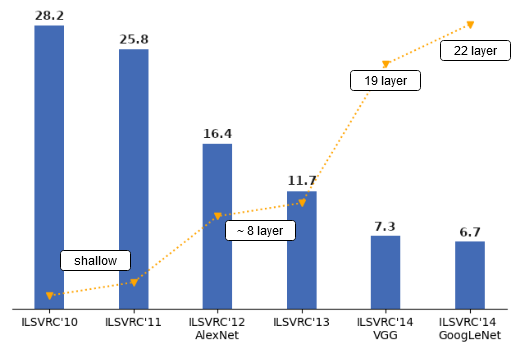 28.2
25.8
16.4
11.7
7.3
6.7
shallow
~ 8 layer
19 layer
22 layer
ILSVRC'10
ILSVRC'11
ILSVRC'12
AlexNet
ILSVRC'13
ILSVRC'14
VGG
ILSVRC'14
GoogLeNet